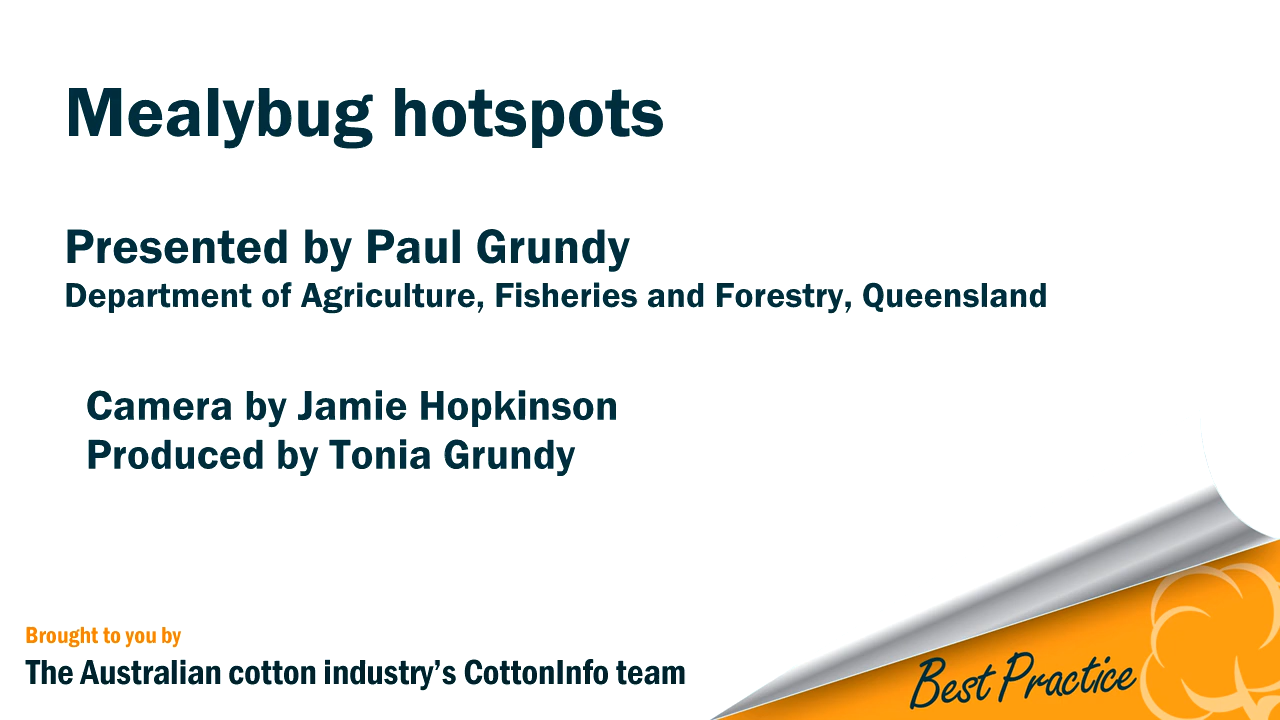 Mealybug hotspots
Presented by Paul Grundy
Department of Agriculture, Fisheries and Forestry, Queensland
Camera by Jamie Hopkinson
Produced by Tonia Grundy
Brought to you by
The Australian cotton industry’s CottonInfo team
Best Practice